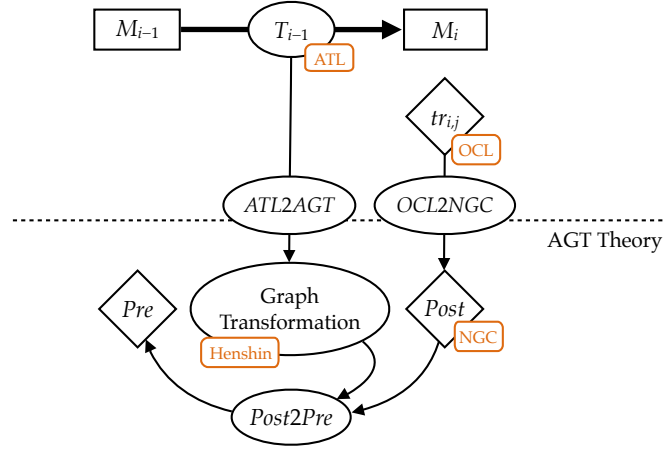 M_{i−1}
T_{i−1}
M_i
ATL
tr_{i,j}
OCL
ATL2AGT
OCL2NGC
AGT Theory
Pre
Graph
Transformation
Post
Henshin
NGC
Post2Pre